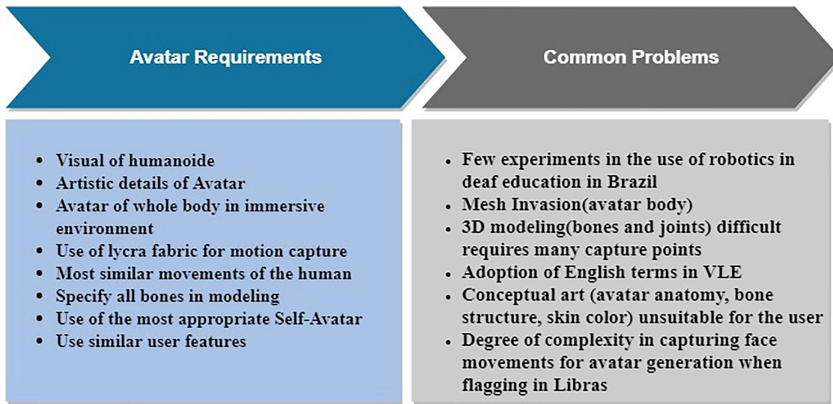 Avatar Requirements
Common Problems
• Visual of humanoide
• Artistic details of Avatar
• Avatar of whole body in immersive
environment
• Use of lycra fabric for motion capture
• Most similar movements of the human
• Specify all bones in modeling
• Use of the most appropriate Self-Avatar
• Use similar user features
• Few experiments in the use of robotics in
deaf education in Brazil
• Mesh Invasion(avatar body)
• 3D modeling(bones and joints) difficult
requires many capture points
• Adoption of English terms in VLE
• Conceptual art (avatar anatomy, bone
structure, skin color) unsuitable for the user
• Degree of complexity in capturing face
movements for avatar generation when
flagging in Libras